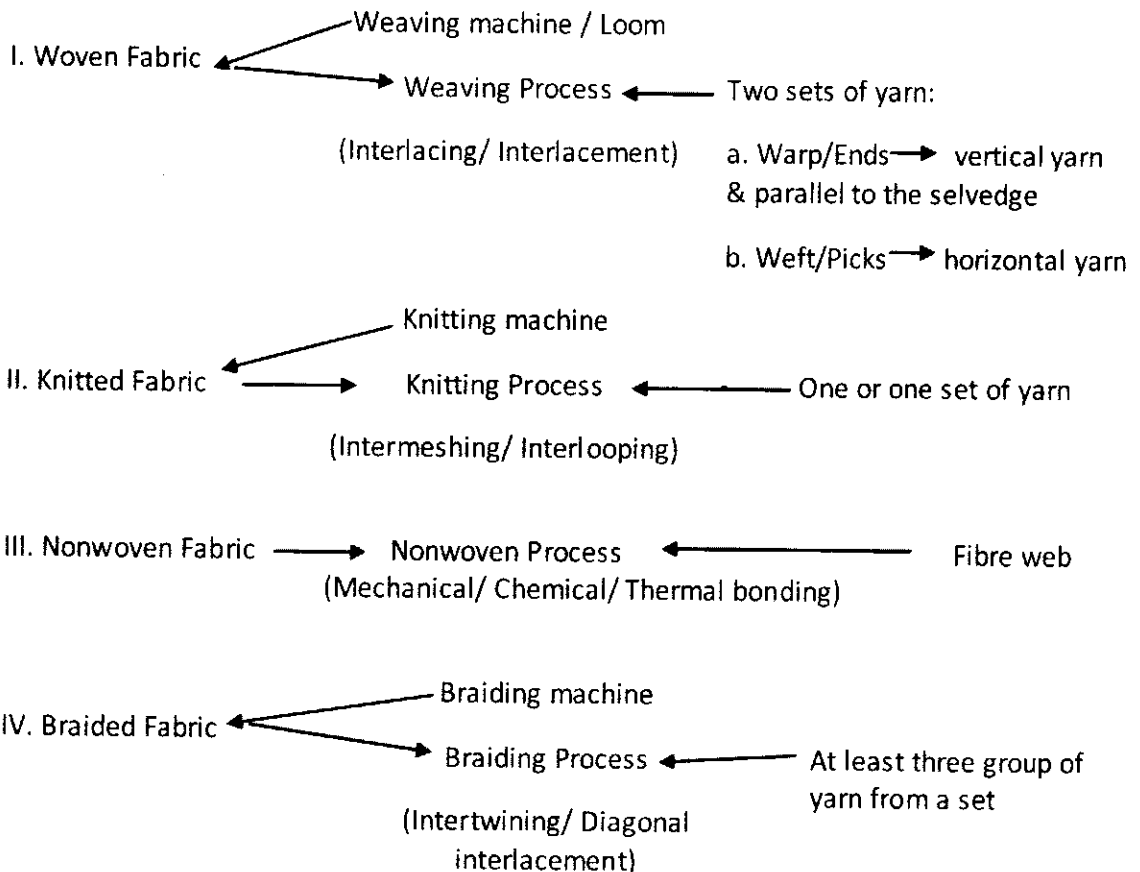 Weaving machine / Loom
I. Woven Fabric
Weaving Process
Two sets of yarn:
(Interlacing/ Interlacement)
a. Warp/Ends → vertical yarn
& parallel to the selvedge
b. Weft/Picks → horizontal yarn
Knitting machine
II. Knitted Fabric
Knitting Process
One or one set of yarn
(Intermeshing/ Interlooping)
III. Nonwoven Fabric
Nonwoven Process
Fibre web
(Mechanical/ Chemical/ Thermal bonding)
Braiding machine
IV. Braided Fabric
Braiding Process
At least three group of
yarn from a set
(Intertwining/ Diagonal
interlacement)